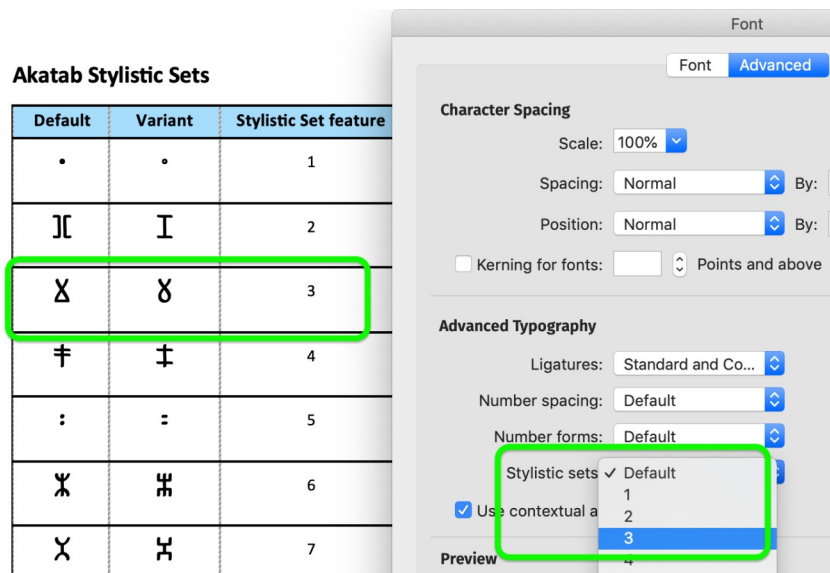 Akatab Stylistic Sets
Default Variant Stylistic Set feature
• ∘ 1
ⵊⵎ ⵊ 2
3
4
: = 5
ⵣ 6
7
Font
Font Advanced
Character Spacing
Scale: 100%
Spacing: Normal By:
Position: Normal By:
Kerning for fonts: Points and above
Advanced Typography
Ligatures: Standard and Co...
Number spacing: Default
Number forms: Default
Stylistic sets ✓ Default
1
2
3
4
Use contextual a
Preview